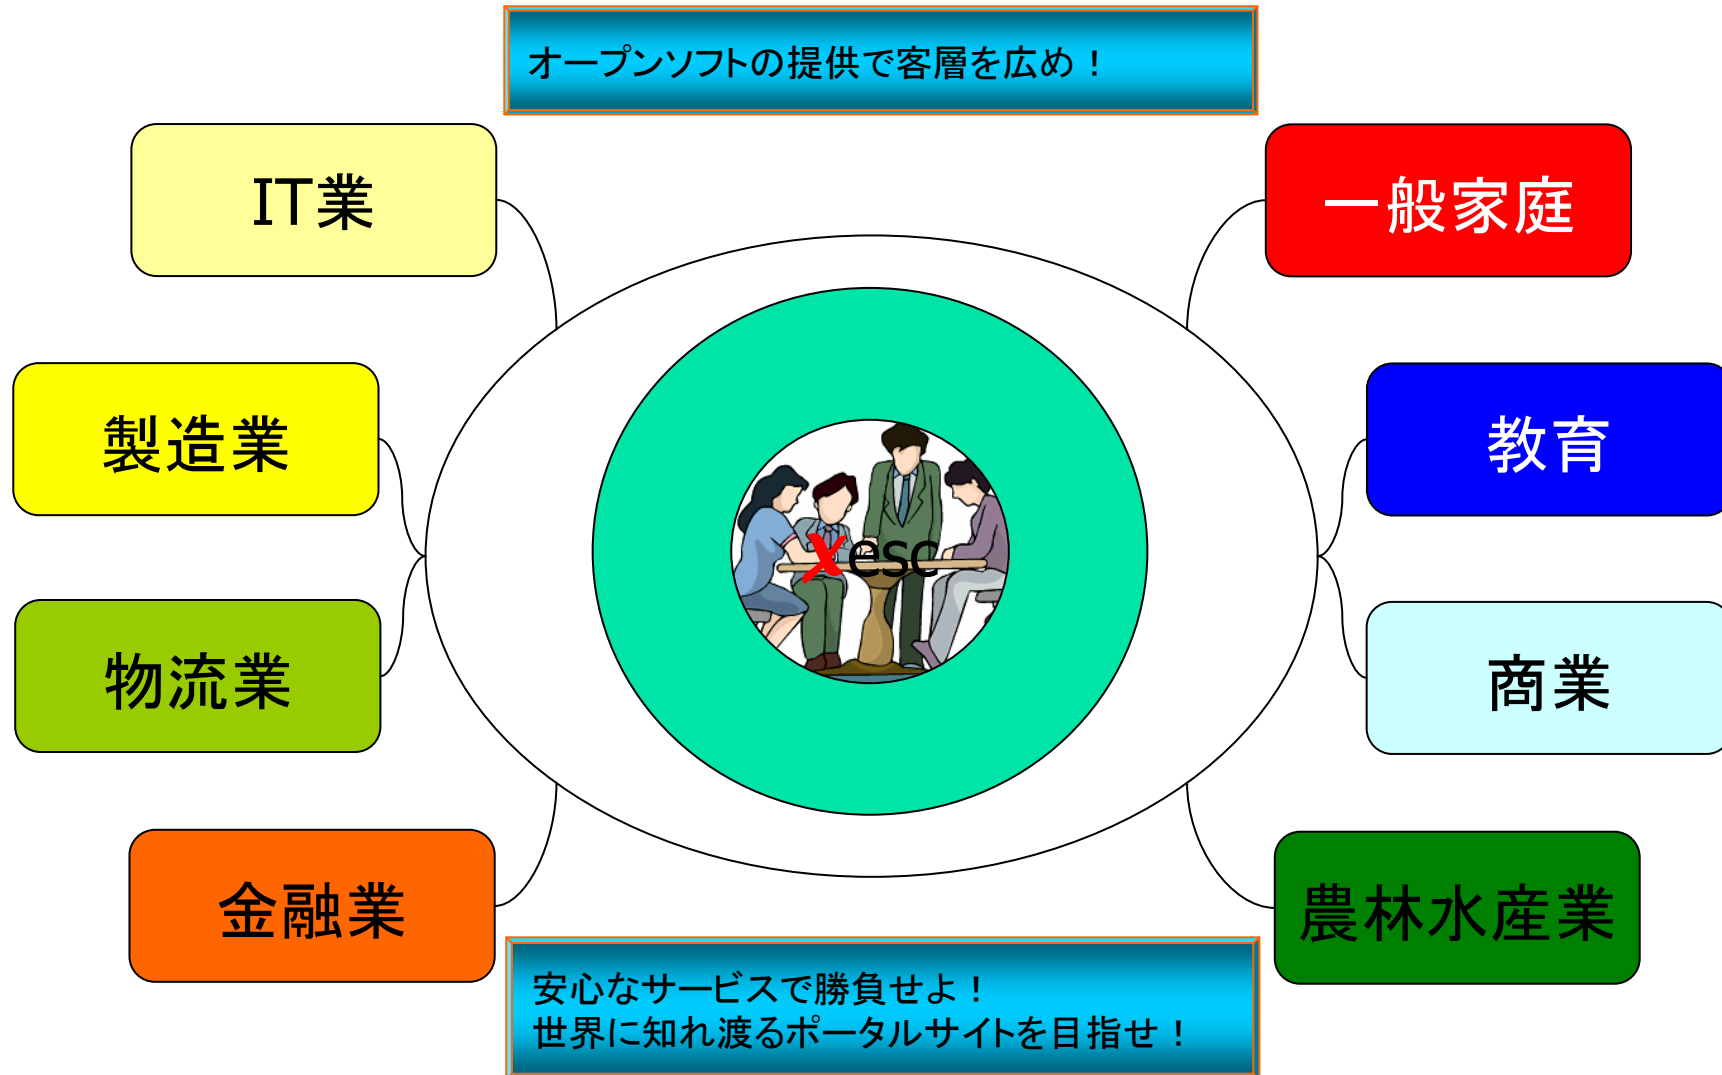 オープンソフトの提供で客層を広め！
IT業
一般家庭
製造業
教育
xesc
物流業
商業
金融業
農林水産業
安心なサービスで勝負せよ！
世界に知れ渡るポータルサイトを目指せ！